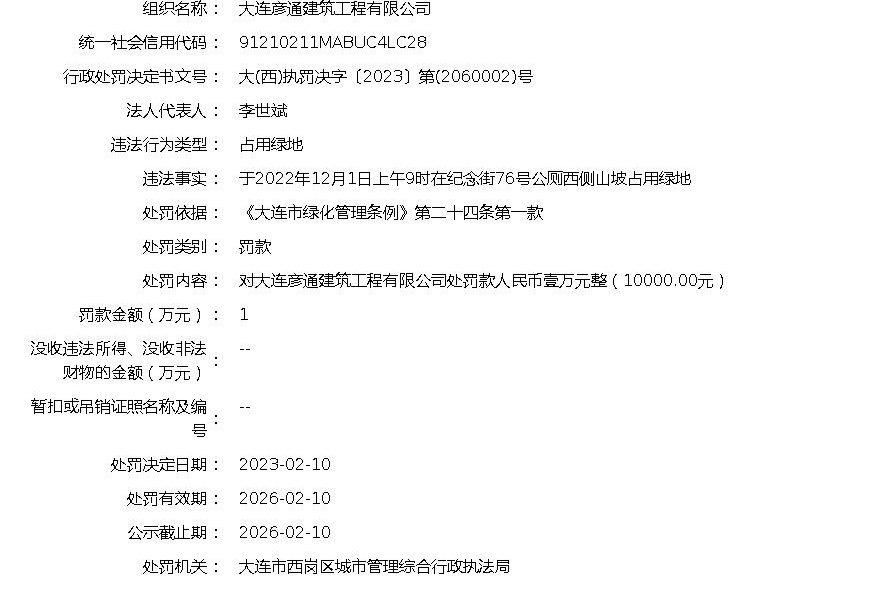 组织名称： 大连彦通建筑工程有限公司
统一社会信用代码： 91210211MABUC4LC28
行政处罚决定书文号： 大(西)执罚决字〔2023〕第(2060002)号
法人代表人： 李世斌
违法行为类型： 占用绿地
违法事实： 于2022年12月1日上午9时在纪念街76号公厕西侧山坡占用绿地
处罚依据： 《大连市绿化管理条例》第二十四条第一款
处罚类别： 罚款
处罚内容： 对大连彦通建筑工程有限公司处罚款人民币壹万元整（10000.00元）
罚款金额（万元）： 1
没收违法所得、没收非法
财物的金额（万元）： --
暂扣或吊销证照名称及编
号： --
处罚决定日期： 2023-02-10
处罚有效期： 2026-02-10
公示截止期： 2026-02-10
处罚机关： 大连市西岗区城市管理综合行政执法局